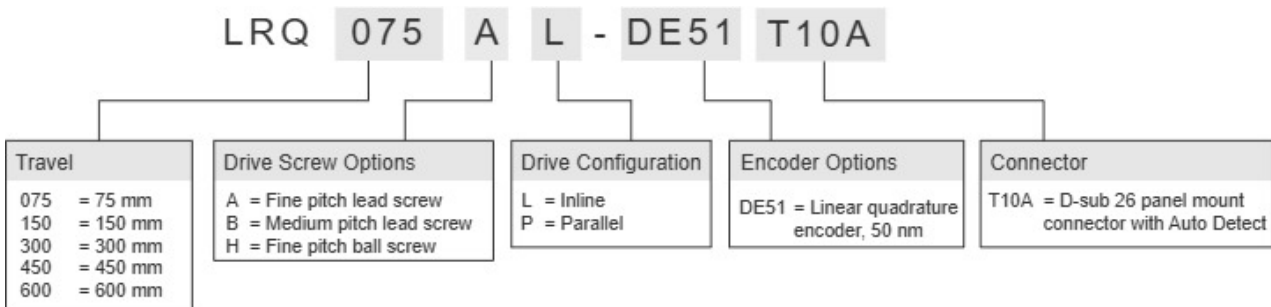 LRQ 075 A L - DE51 T10A
Travel
075 = 75 mm
150 = 150 mm
300 = 300 mm
450 = 450 mm
600 = 600 mm
Drive Screw Options
A = Fine pitch lead screw
B = Medium pitch lead screw
H = Fine pitch ball screw
Drive Configuration
L = Inline
P = Parallel
Encoder Options
DE51 = Linear quadrature
encoder, 50 nm
Connector
T10A = D-sub 26 panel mount
connector with Auto Detect